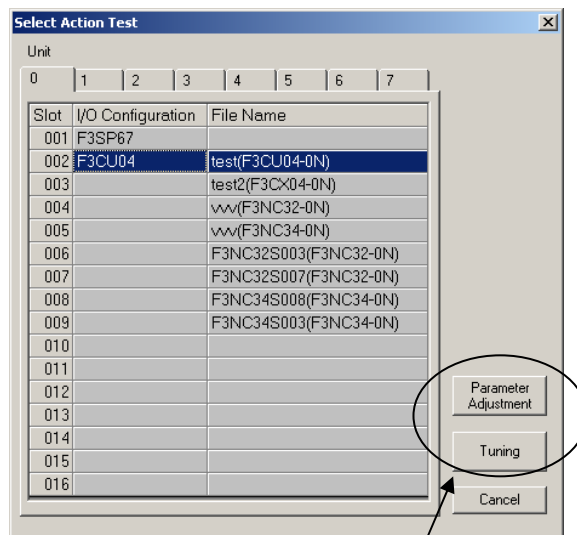 Select Action Test
Unit
0 1 2 3 4 5 6 7
Slot I/O Configuration File Name
001 F3SP67
002 F3CU04 test(F3CU04-0N)
003 test2(F3CX04-0N)
004 vvv(F3NC32-0N)
005 vvv(F3NC34-0N)
006 F3NC32S003(F3NC32-0N)
007 F3NC32S007(F3NC32-0N)
008 F3NC34S008(F3NC34-0N)
009 F3NC34S003(F3NC34-0N)
010
011
012
013
014
015
016
Parameter
Adjustment
Tuning
Cancel